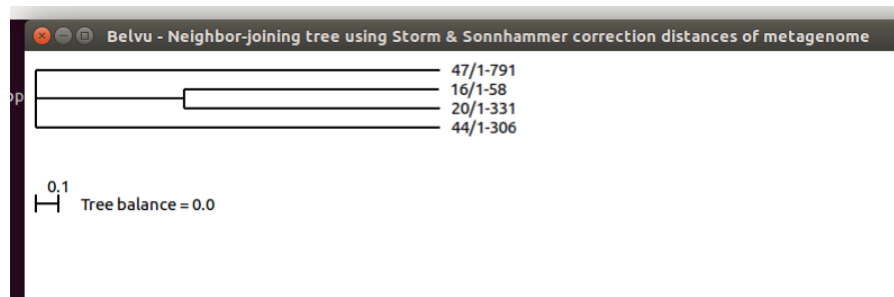 Belvu - Neighbor-joining tree using Storm & Sonnhammer correction distances of metagenome
op
47/1-791
16/1-58
20/1-331
44/1-306
0.1
Tree balance = 0.0